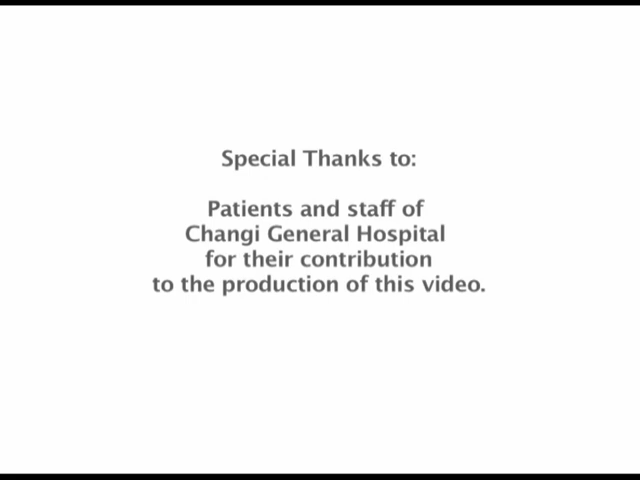 Special Thanks to:
Patients and staff of
Changi General Hospital
for their contribution
to the production of this video.